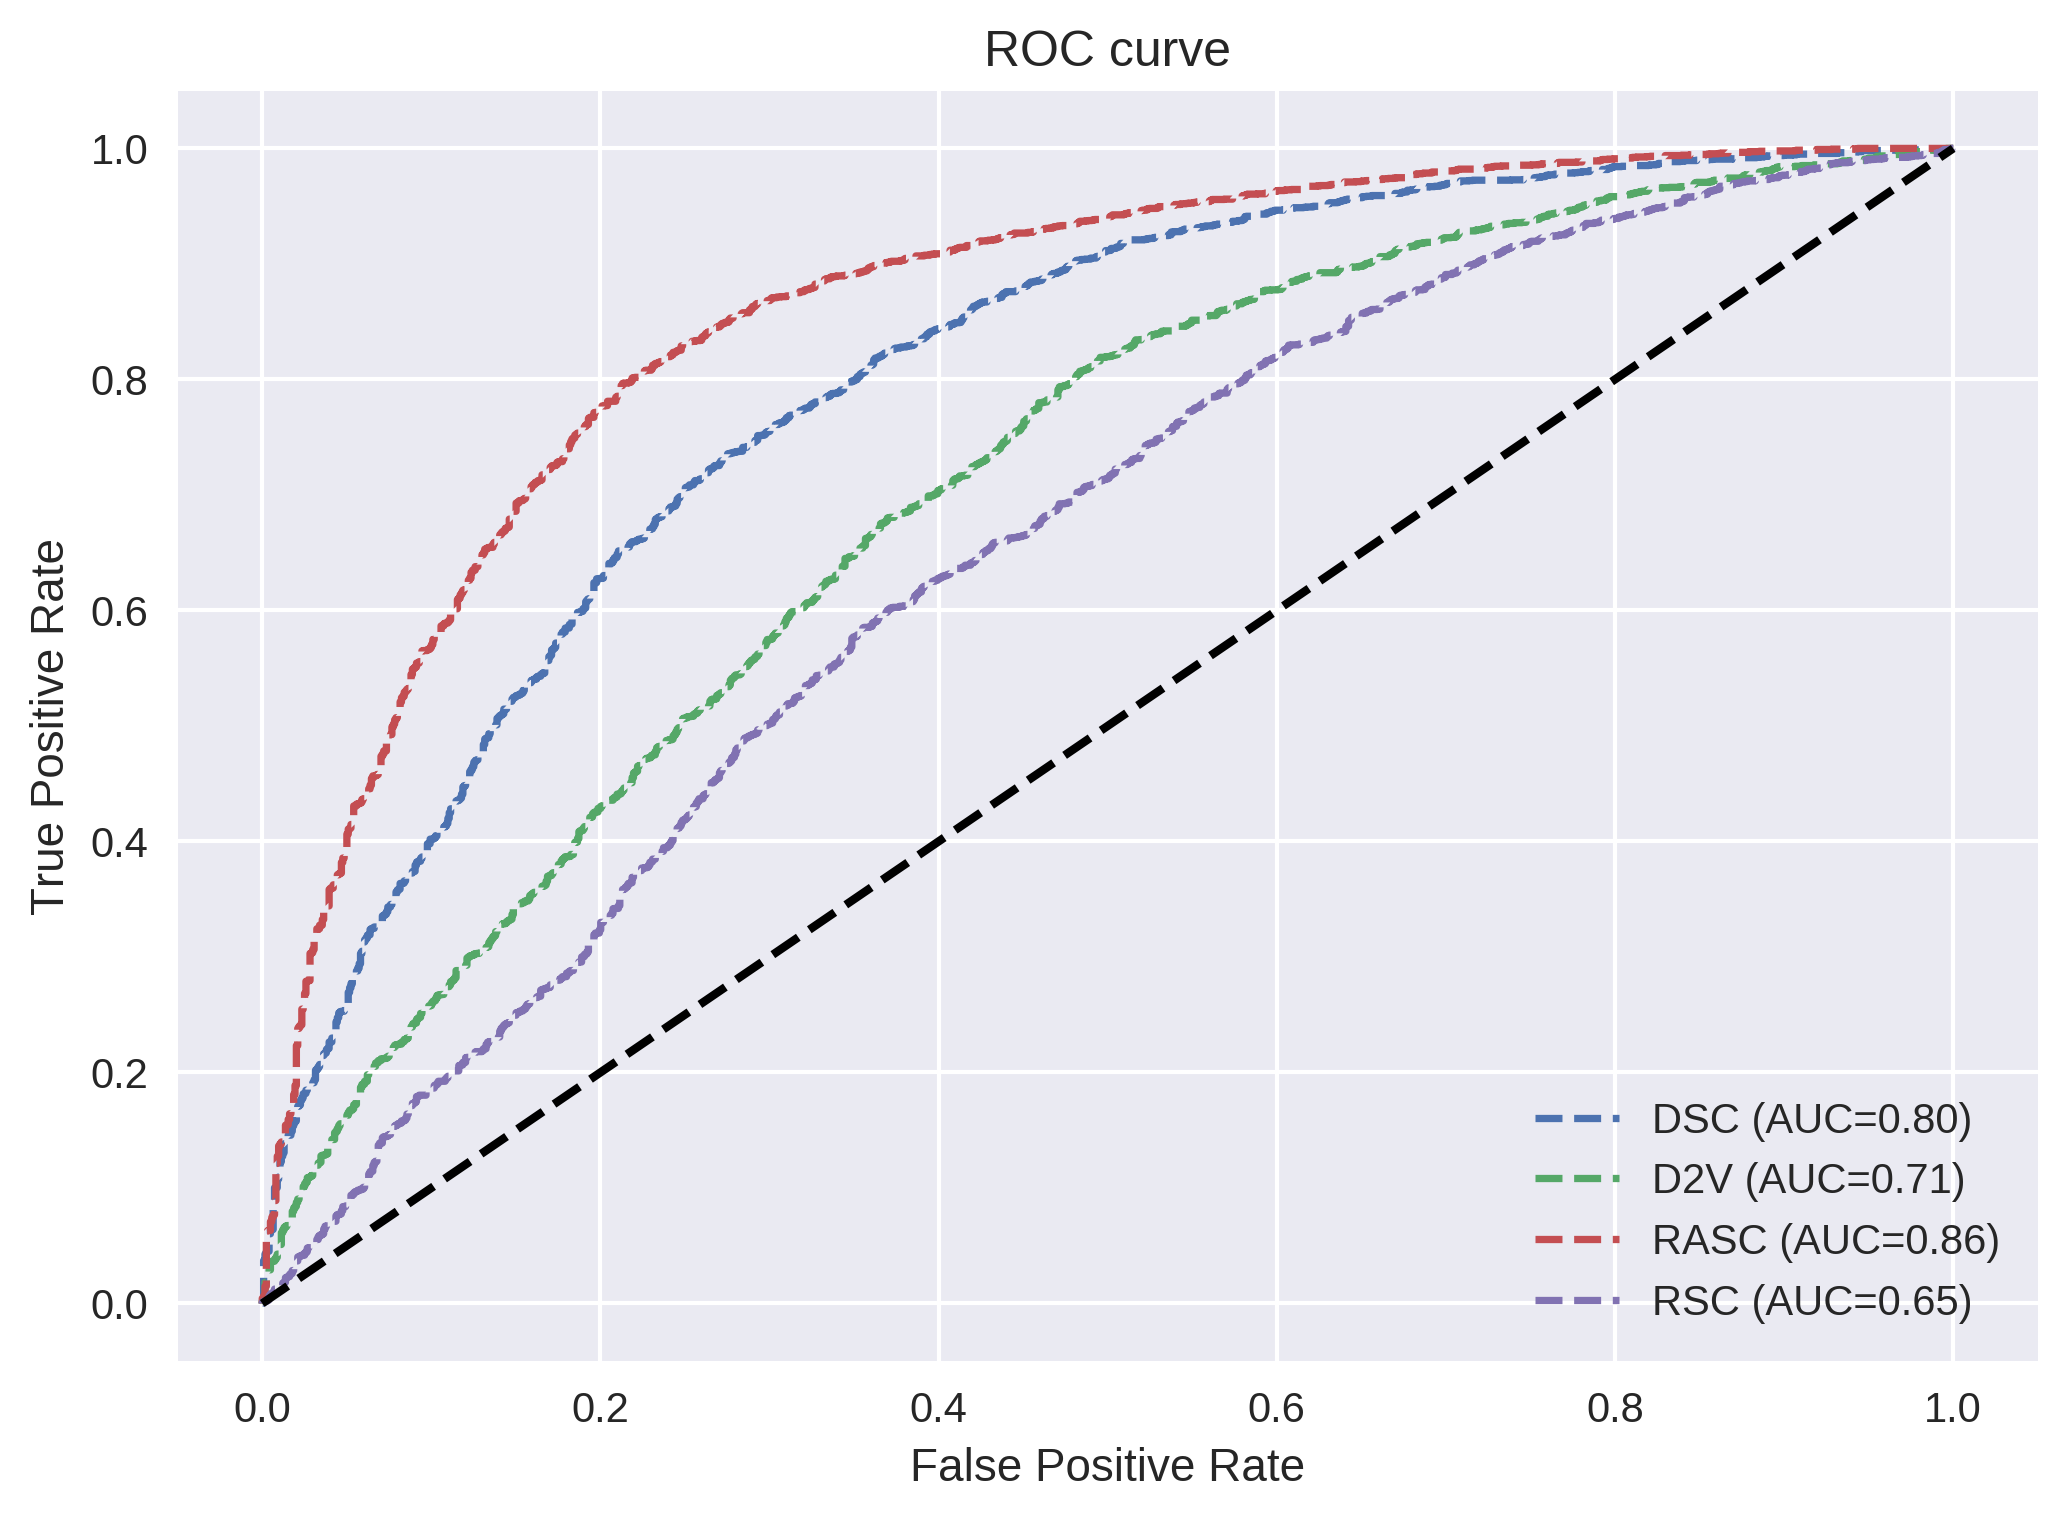 ROC curve
True Positive Rate
1.0
0.8
0.6
0.4
0.2
0.0
DSC (AUC=0.80)
D2V (AUC=0.71)
RASC (AUC=0.86)
RSC (AUC=0.65)
0.0 0.2 0.4 0.6 0.8 1.0
False Positive Rate